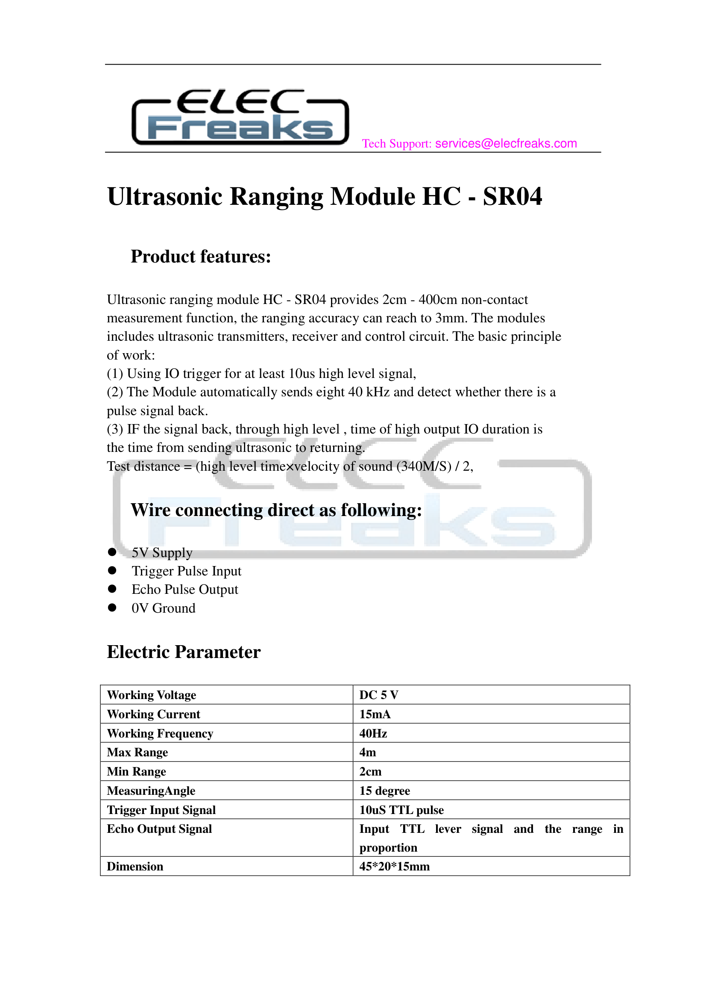 ELEC
Freaks
Tech Support: services@elecfreaks.com
Ultrasonic Ranging Module HC - SR04
Product features:
Ultrasonic ranging module HC - SR04 provides 2cm - 400cm non-contact
measurement function, the ranging accuracy can reach to 3mm. The modules
includes ultrasonic transmitters, receiver and control circuit. The basic principle
of work:
(1) Using IO trigger for at least 10us high level signal,
(2) The Module automatically sends eight 40 kHz and detect whether there is a
pulse signal back.
(3) IF the signal back, through high level , time of high output IO duration is
the time from sending ultrasonic to returning.
Test distance = (high level time×velocity of sound (340M/S) / 2,
ELEC
Freaks
Wire connecting direct as following:
● 5V Supply
● Trigger Pulse Input
● Echo Pulse Output
● 0V Ground
Electric Parameter
Working Voltage DC 5 V
Working Current 15mA
Working Frequency 40Hz
Max Range 4m
Min Range 2cm
MeasuringAngle 15 degree
Trigger Input Signal 10uS TTL pulse
Echo Output Signal Input TTL lever signal and the range in
proportion
Dimension 45*20*15mm